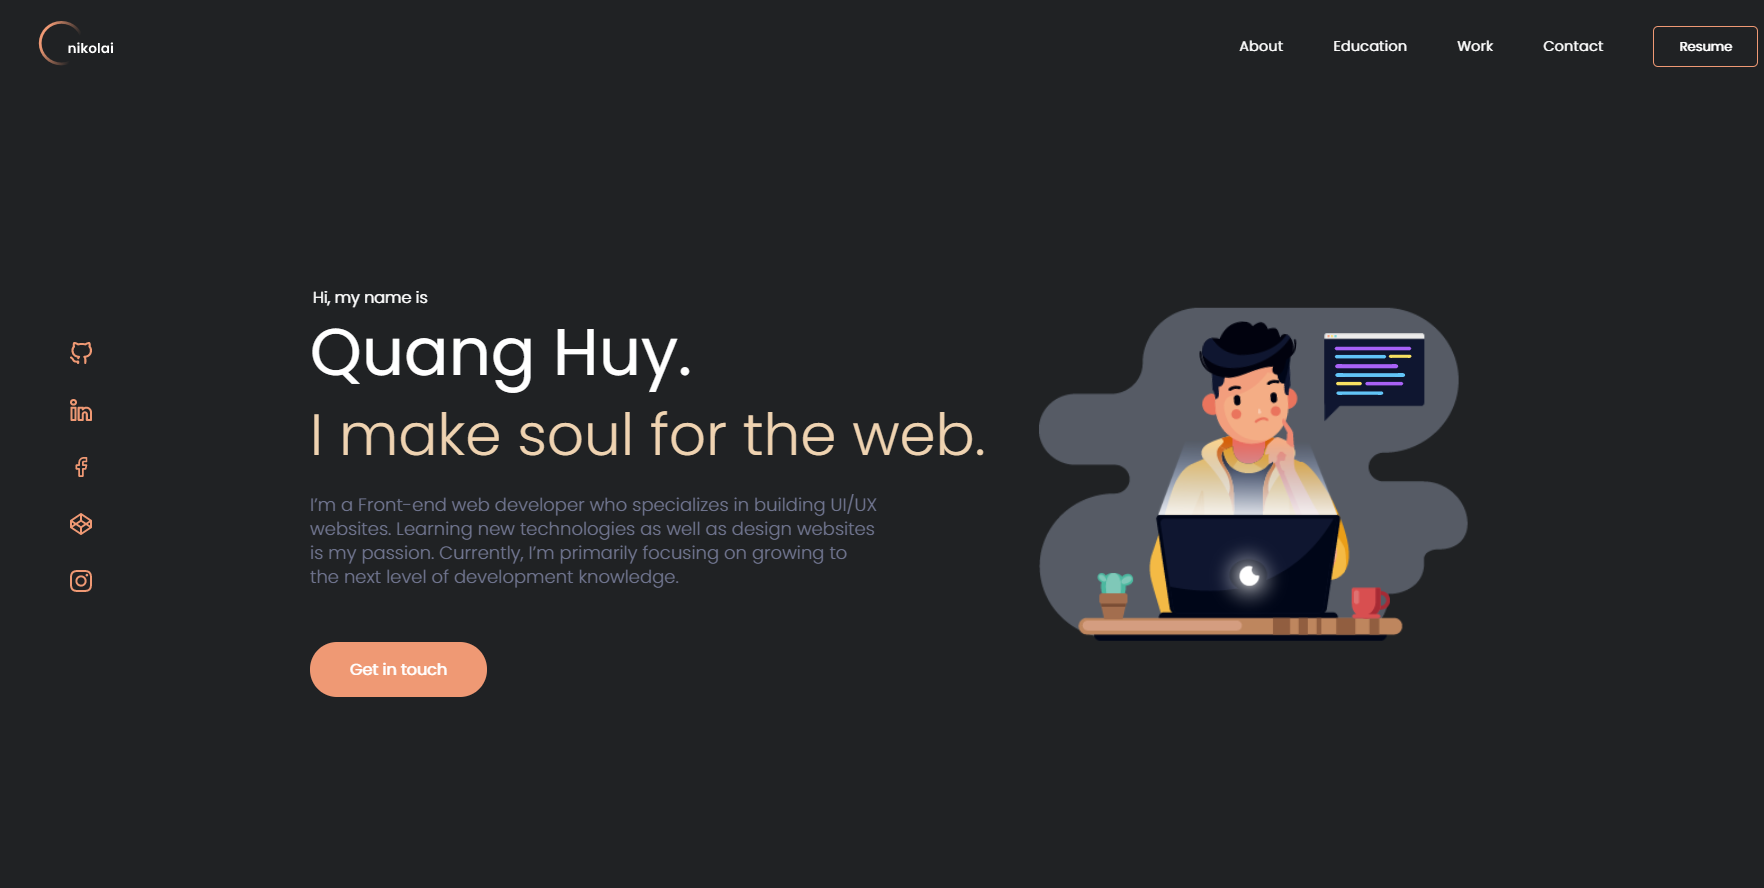 nikolai
About
Education
Work
Contact
Resume
Hi, my name is
Quang Huy.
I make soul for the web.
I’m a Front-end web developer who specializes in building UI/UX
websites. Learning new technologies as well as design websites
is my passion. Currently, I’m primarily focusing on growing to
the next level of development knowledge.
Get in touch